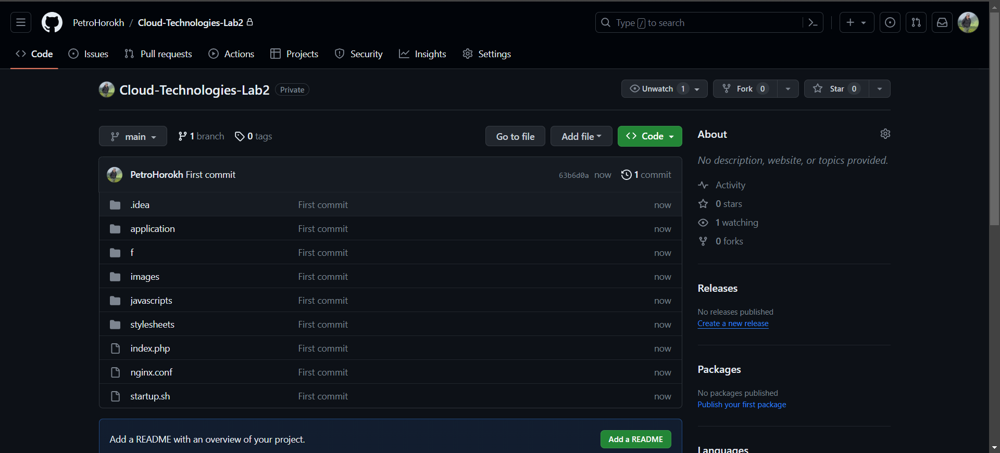 PetroHorokh / Cloud-Technologies-Lab2
Type / to search
Code Issues Pull requests Actions Projects Security Insights Settings
Cloud-Technologies-Lab2 Private
Unwatch 1 Fork 0 Star 0
main 1 branch 0 tags Go to file Add file Code
PetroHorokh First commit 63b6d0a now 1 commit
.idea First commit now
application First commit now
f First commit now
images First commit now
javascripts First commit now
stylesheets First commit now
index.php First commit now
nginx.conf First commit now
startup.sh First commit now
Add a README with an overview of your project. Add a README
About
No description, website, or topics provided.
Activity
0 stars
1 watching
0 forks
Releases
No releases published
Create a new release
Packages
No packages published
Publish your first package
Languages